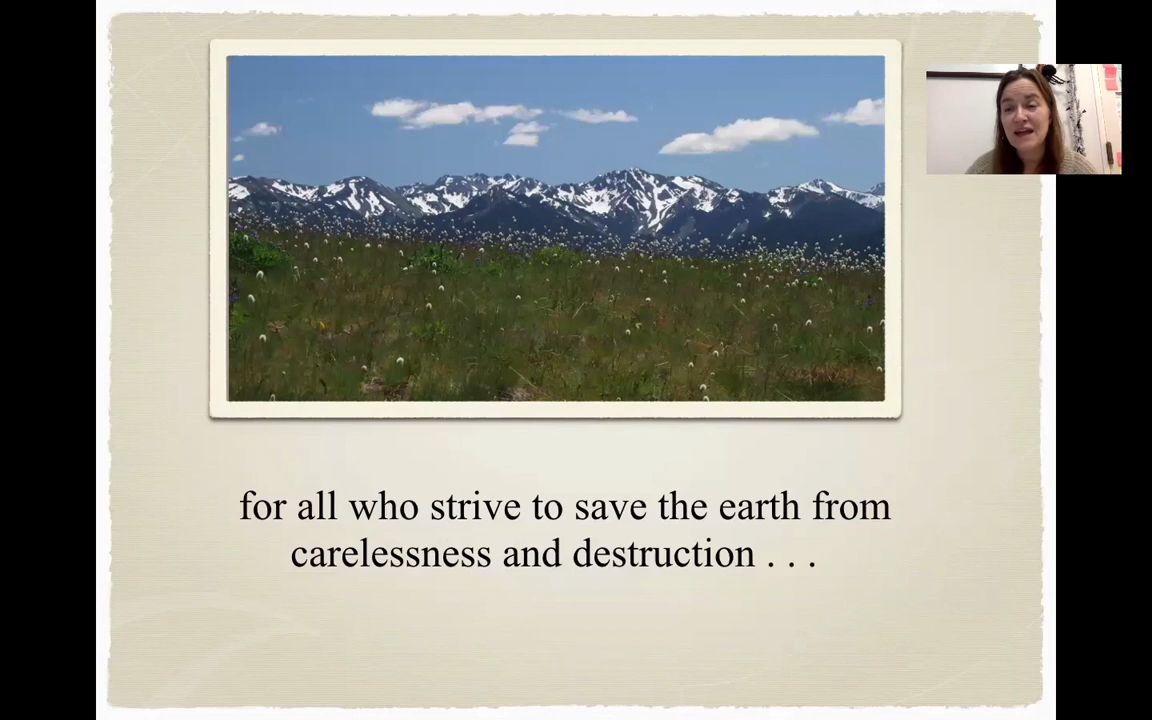 for all who strive to save the earth from
carelessness and destruction . . .